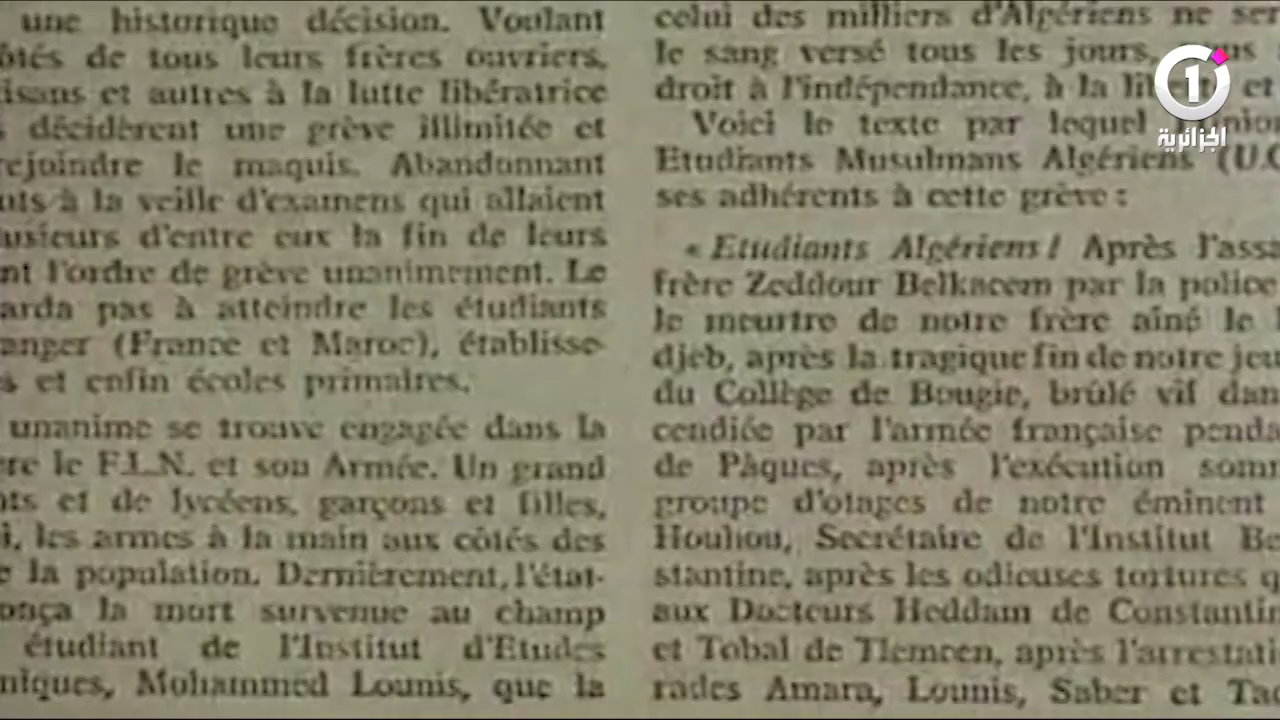 une historique décision. Voulant
ôtés de tous leurs frères ouvriers,
isans et autres à la lutte libératrice
s décidèrent une grève illimitée et
rejoindre le maquis. Abandonnant
uts à la veille d'examens qui allaient
lusieurs d'entre eux la fin de leurs
nt l'ordre de grève unanimement. Le
arda pas à atteindre les étudiants
anger (France et Maroc), établisse-
s et enfin écoles primaires.
unanime se trouve engagée dans la
re le F.L.N. et son Armée. Un grand
nts et de lycéens, garçons et filles,
i, les armes à la main aux côtés des
e la population. Dernièrement, l'état-
onça la mort survenue au champ
étudiant de l'Institut d'Etudes
niques, Mohammed Lounis, que la
celui des milliers d'Algériens ne ser
le sang versé tous les jours,
droit à l'indépendance, à la liberté et
Voici le texte par lequel
Etudiants Musulmans Algériens (U.G
ses adhérents à cette grève :
« Etudiants Algériens ! Après l'assa
frère Zeddour Belkacem par la police
le meurtre de notre frère aîné le
djeb, après la tragique fin de notre jeu
du Collège de Bougie, brûlé vif dan
cendiée par l'armée française penda
de Pâques, après l'exécution somm
groupe d'otages de notre éminent
Houhou, Secrétaire de l'Institut Be
stantine, après les odieuses tortures q
aux Docteurs Heddam de Constantin
et Tobal de Tlemcen, après l'arrestati
rades Amara, Lounis, Saber et Tao
1
الجزائرية